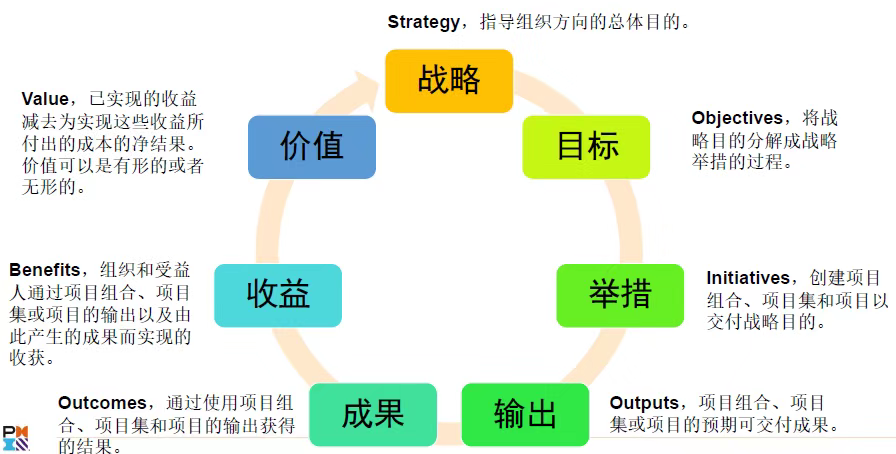 Strategy，指导组织方向的总体目的。
战略
Value，已实现的收益
减去为实现这些收益所
付出的成本的净结果。
价值可以是有形的或者
无形的。
价值
目标
Objectives，将战
略目的分解成战略
举措的过程。
Benefits，组织和受益
人通过项目组合、项目
集或项目的输出以及由
此产生的成果而实现的
收获。
收益
举措
Initiatives，创建项目
组合、项目集和项目以
交付战略目的。
Outcomes，通过使用项目组
合、项目集和项目的输出获得
的结果。
成果
输出
Outputs，项目组合、项目
集或项目的预期可交付成果。